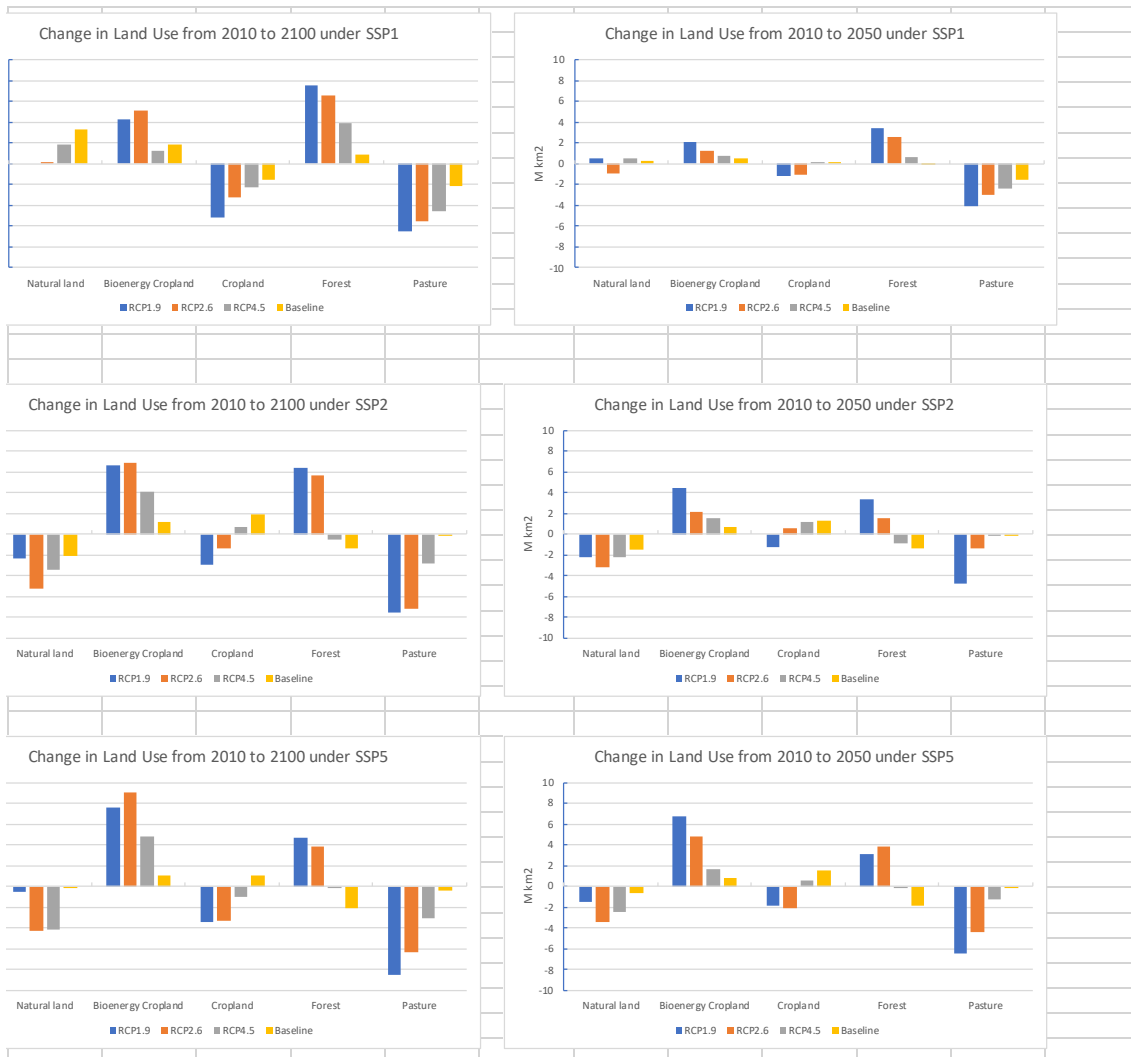 Change in Land Use from 2010 to 2100 under SSP1
Natural land Bioenergy Cropland Cropland Forest Pasture
RCP1.9 RCP2.6 RCP4.5 Baseline
Change in Land Use from 2010 to 2050 under SSP1
10
8
6
4
2
0
-2
-4
-6
-8
-10
M km2
Natural land Bioenergy Cropland Cropland Forest Pasture
RCP1.9 RCP2.6 RCP4.5 Baseline
Change in Land Use from 2010 to 2100 under SSP2
Natural land Bioenergy Cropland Cropland Forest Pasture
RCP1.9 RCP2.6 RCP4.5 Baseline
Change in Land Use from 2010 to 2050 under SSP2
10
8
6
4
2
0
-2
-4
-6
-8
-10
M km2
Natural land Bioenergy Cropland Cropland Forest Pasture
RCP1.9 RCP2.6 RCP4.5 Baseline
Change in Land Use from 2010 to 2100 under SSP5
Natural land Bioenergy Cropland Cropland Forest Pasture
RCP1.9 RCP2.6 RCP4.5 Baseline
Change in Land Use from 2010 to 2050 under SSP5
10
8
6
4
2
0
-2
-4
-6
-8
-10
M km2
Natural land Bioenergy Cropland Cropland Forest Pasture
RCP1.9 RCP2.6 RCP4.5 Baseline